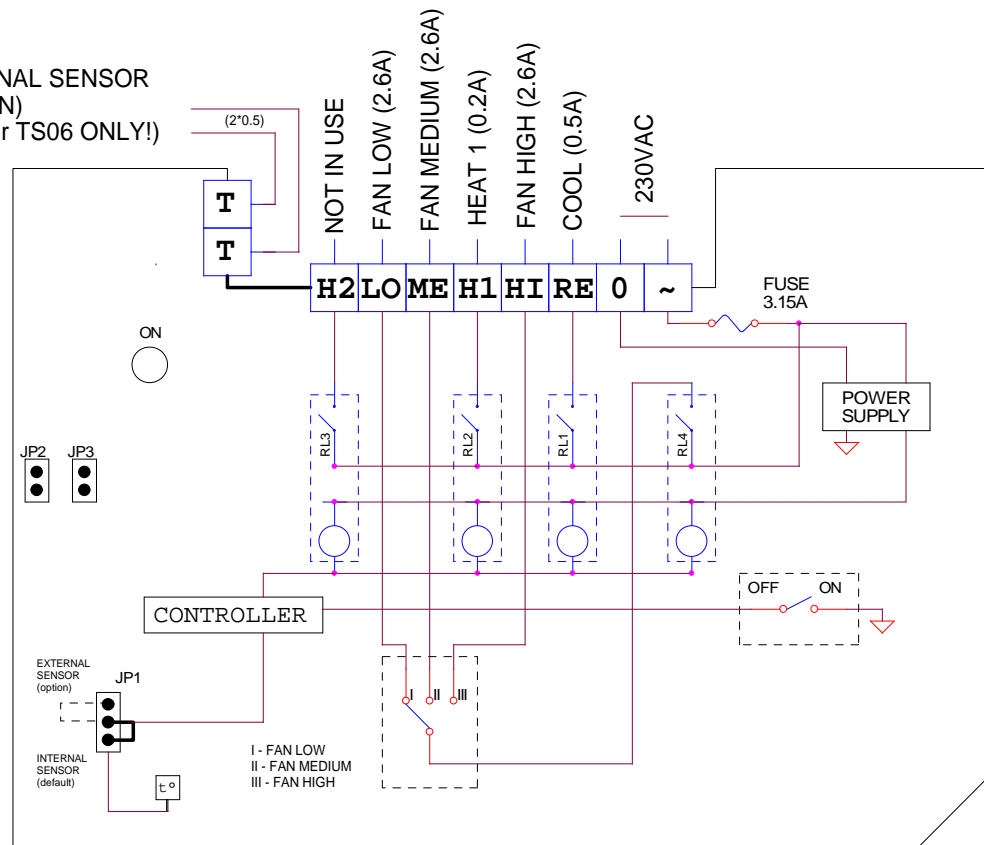 NAL SENSOR
N)
r TS06 ONLY!)
(2*0.5)
NOT IN USE
FAN LOW (2.6A)
FAN MEDIUM (2.6A)
HEAT 1 (0.2A)
FAN HIGH (2.6A)
COOL (0.5A)
230VAC
T
T
H2 LO ME H1 HI RE 0 ~
FUSE
3.15A
ON
POWER
SUPPLY
RL3
RL2
RL1
RL4
JP2
JP3
OFF ON
CONTROLLER
EXTERNAL
SENSOR
(option)
JP1
I II III
INTERNAL
SENSOR
(default)
t°
I - FAN LOW
II - FAN MEDIUM
III - FAN HIGH